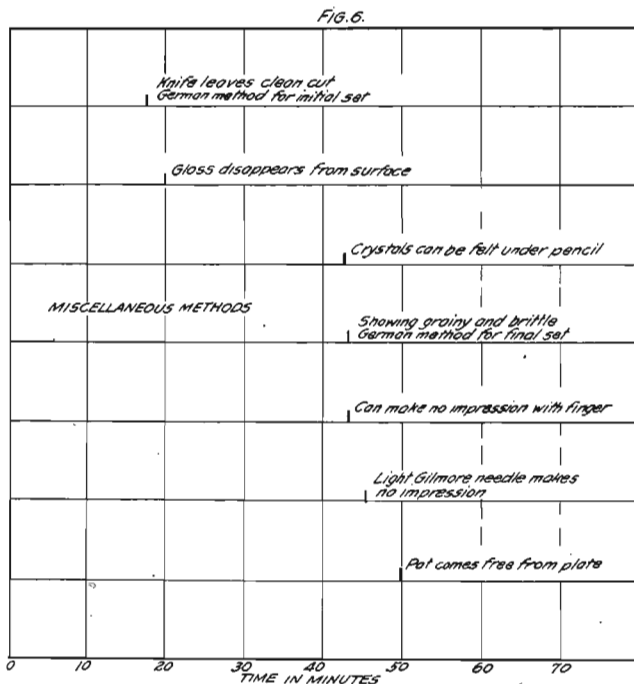 FIG. 6.
Knife leaves clean cut
German method for initial set
Gloss disappears from surface
Crystals can be felt under pencil
MISCELLANEOUS METHODS
Showing grainy and brittle
German method for final set
Can make no impression with finger
Light Gilmore needle makes
no impression
Pat comes free from plate
0 10 20 30 40 50 60 70
TIME IN MINUTES